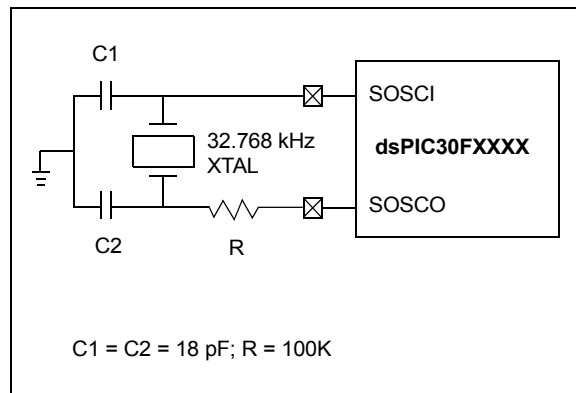 C1
SOSCI
32.768 kHz
XTAL
dsPIC30FXXXX
SOSCO
C2
R
C1 = C2 = 18 pF; R = 100K